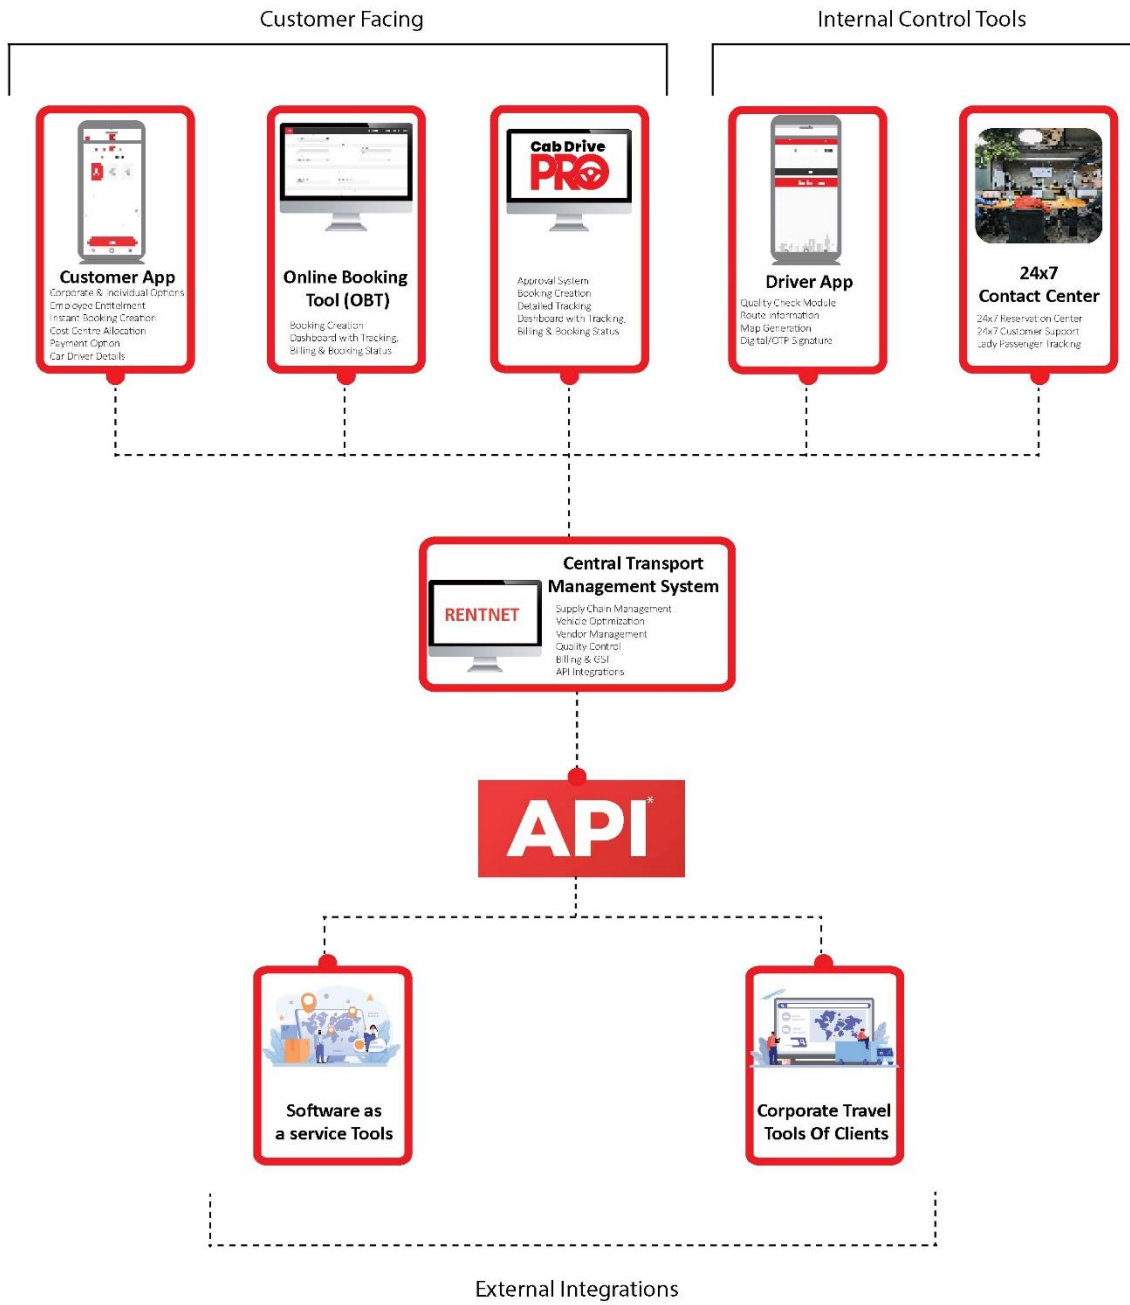 Customer Facing
Internal Control Tools
Customer App
Corporate & Individual Options
Employee Entitelment
Instant Booking Creation
Cost Centre Allocation
Payment Option
Car Driver Details
Online Booking
Tool (OBT)
Booking Creation
Dashboard with Tracking,
Billing & Booking Status
Cab Drive
PRO
Approval System
Booking Creation
Detailed Tracking
Dashboard with Tracking,
Billing & Booking Status
Driver App
Quality Check Module
Route Information
Map Generation
Digital/OTP Signature
24x7
Contact Center
24x7 Reservation Center
24x7 Customer Support
Lady Passenger Tracking
RENTNET
Central Transport
Management System
Supply Chain Management
Vehicle Optimization
Vendor Management
Quality Control
Billing & GST
API Integrations
API*
Software as
a service Tools
Corporate Travel
Tools Of Clients
External Integrations